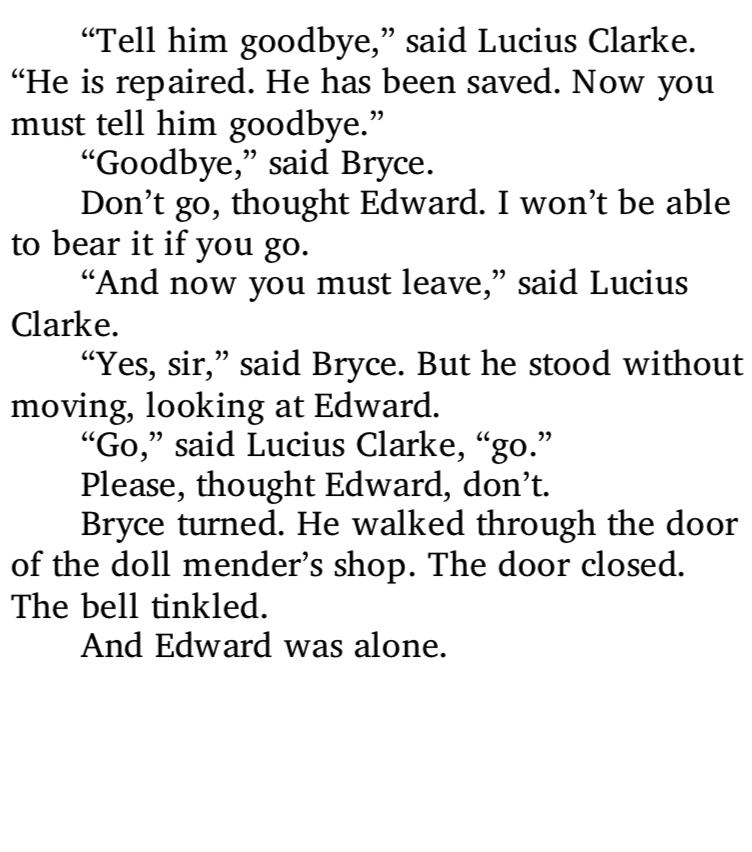 “Tell him goodbye,” said Lucius Clarke.
“He is repaired. He has been saved. Now you
must tell him goodbye.”
“Goodbye,” said Bryce.
Don’t go, thought Edward. I won’t be able
to bear it if you go.
“And now you must leave,” said Lucius
Clarke.
“Yes, sir,” said Bryce. But he stood without
moving, looking at Edward.
“Go,” said Lucius Clarke, “go.”
Please, thought Edward, don’t.
Bryce turned. He walked through the door
of the doll mender’s shop. The door closed.
The bell tinkled.
And Edward was alone.